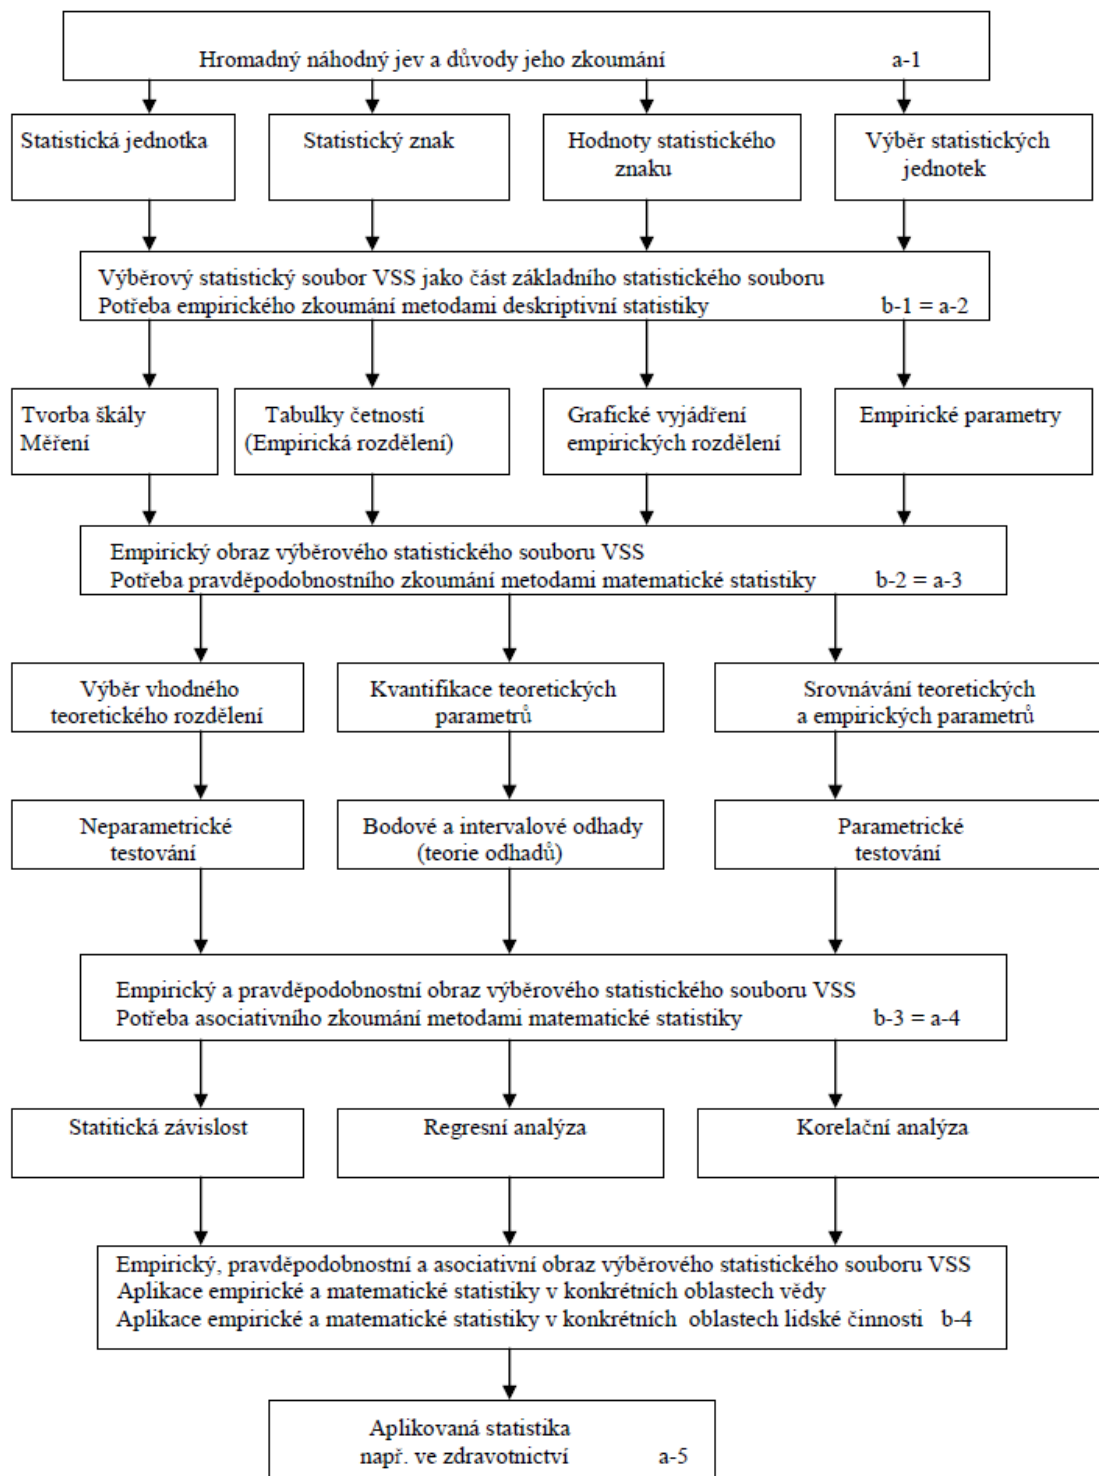 Hromadný náhodný jev a důvody jeho zkoumání a-1
Statistická jednotka
Statistický znak
Hodnoty statistického
znaku
Výběr statistických
jednotek
Výběrový statistický soubor VSS jako část základního statistického souboru
Potřeba empirického zkoumání metodami deskriptivní statistiky b-1 = a-2
Tvorba škály
Měření
Tabulky četností
(Empirická rozdělení)
Grafické vyjádření
empirických rozdělení
Empirické parametry
Empirický obraz výběrového statistického souboru VSS
Potřeba pravděpodobnostního zkoumání metodami matematické statistiky b-2 = a-3
Výběr vhodného
teoretického rozdělení
Kvantifikace teoretických
parametrů
Srovnávání teoretických
a empirických parametrů
Neparametrické
testování
Bodové a intervalové odhady
(teorie odhadů)
Parametrické
testování
Empirický a pravděpodobnostní obraz výběrového statistického souboru VSS
Potřeba asociativního zkoumání metodami matematické statistiky b-3 = a-4
Statitická závislost
Regresní analýza
Korelační analýza
Empirický, pravděpodobnostní a asociativní obraz výběrového statistického souboru VSS
Aplikace empirické a matematické statistiky v konkrétních oblastech vědy
Aplikace empirické a matematické statistiky v konkrétních oblastech lidské činnosti b-4
Aplikovaná statistika
např. ve zdravotnictví a-5